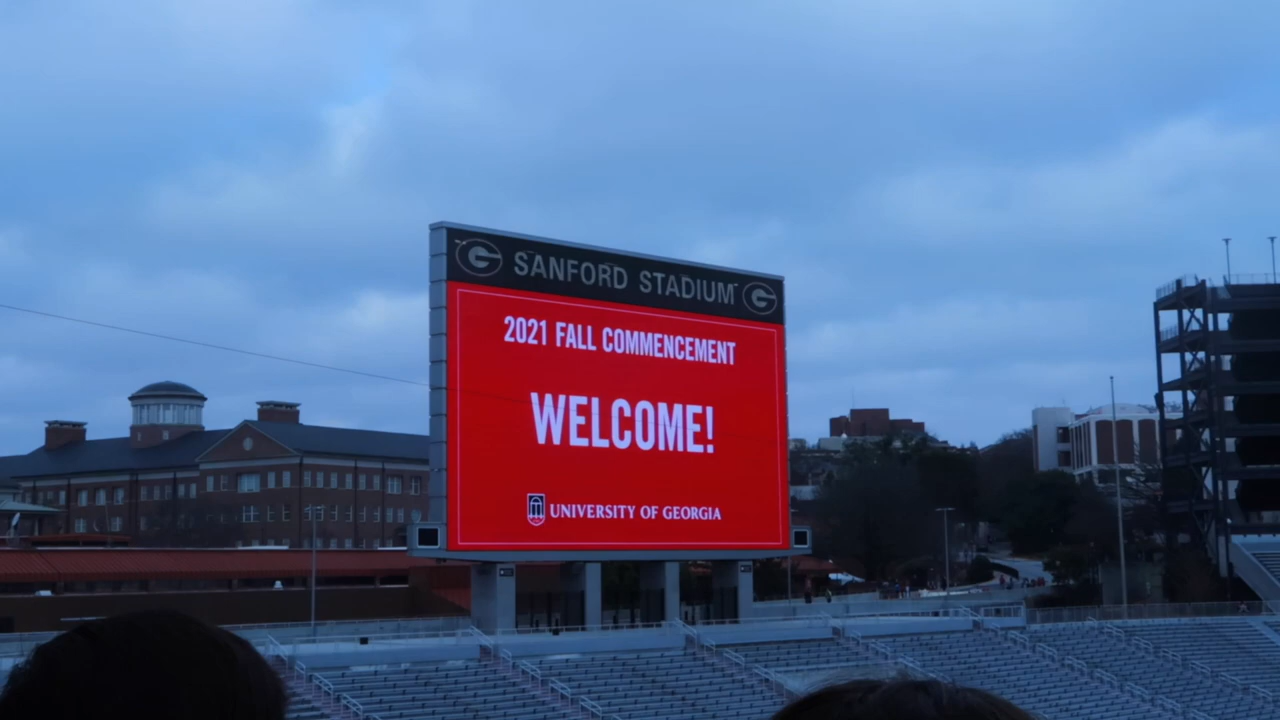 G SANFORD STADIUM G
2021 FALL COMMENCEMENT
WELCOME!
UNIVERSITY OF GEORGIA